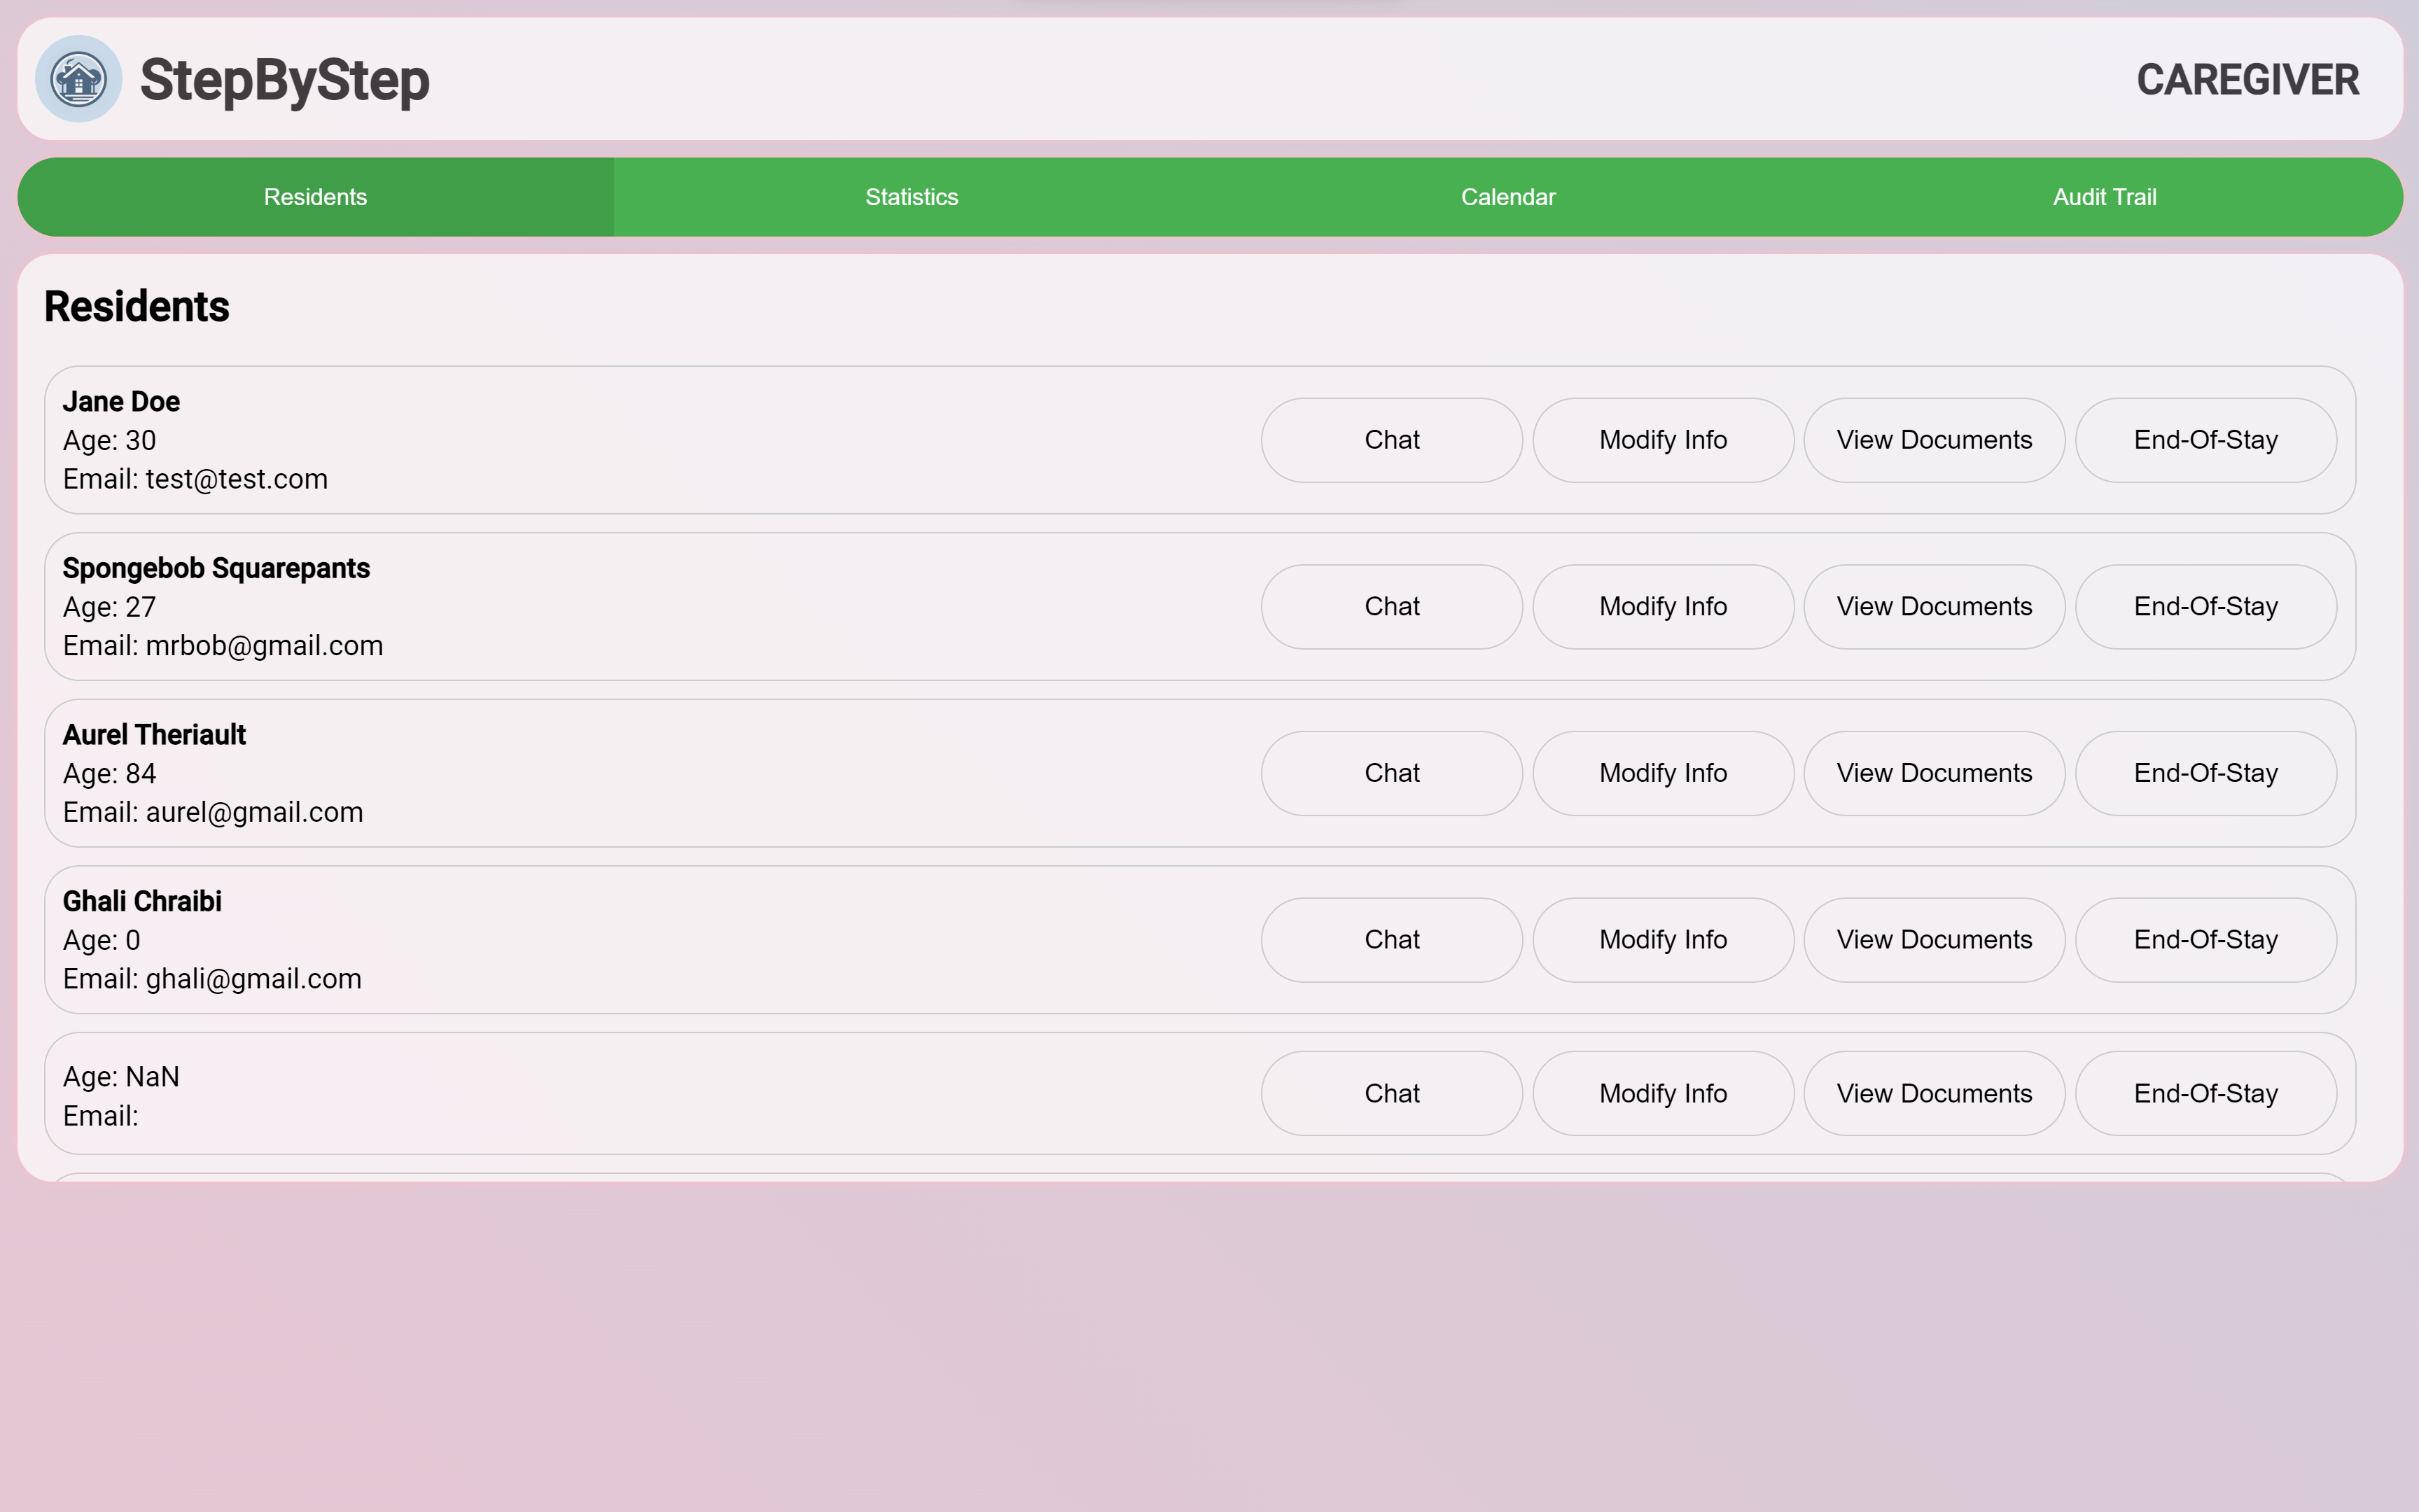 StepByStep
CAREGIVER
Residents Statistics Calendar Audit Trail
Residents
Jane Doe
Age: 30
Email: test@test.com
Chat Modify Info View Documents End-Of-Stay
Spongebob Squarepants
Age: 27
Email: mrbob@gmail.com
Chat Modify Info View Documents End-Of-Stay
Aurel Theriault
Age: 84
Email: aurel@gmail.com
Chat Modify Info View Documents End-Of-Stay
Ghali Chraibi
Age: 0
Email: ghali@gmail.com
Chat Modify Info View Documents End-Of-Stay
Age: NaN
Email:
Chat Modify Info View Documents End-Of-Stay